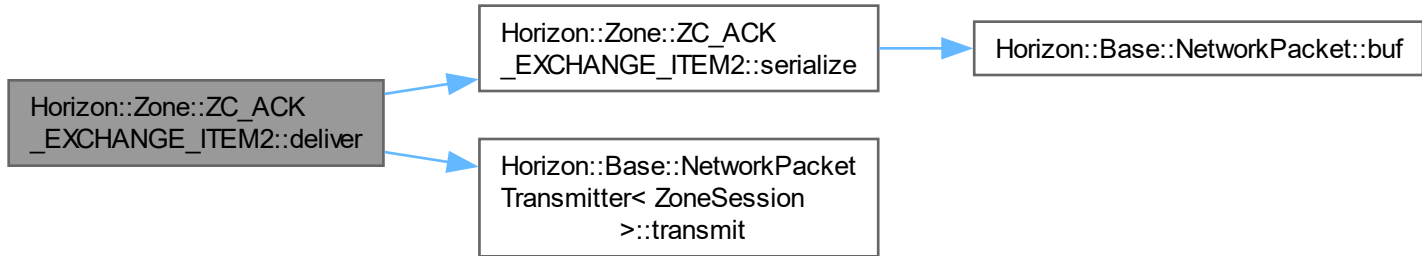 Horizon::Zone::ZC_ACK
_EXCHANGE_ITEM2::deliver
Horizon::Zone::ZC_ACK
_EXCHANGE_ITEM2::serialize
Horizon::Base::NetworkPacket::buf
Horizon::Base::NetworkPacket
Transmitter< ZoneSession
>::transmit